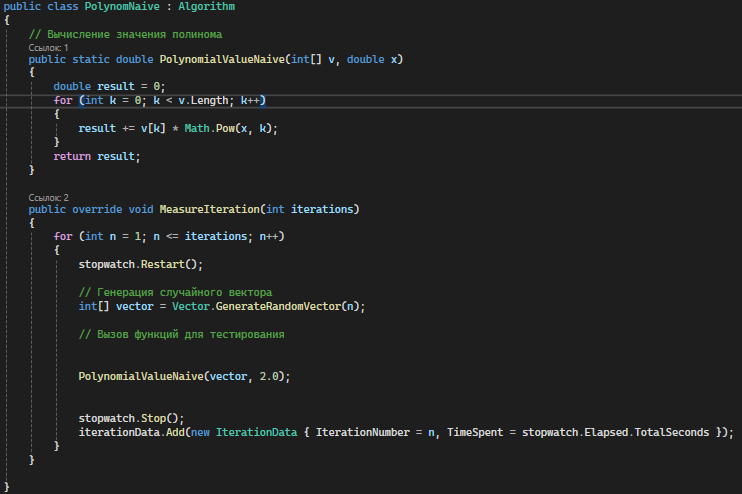 public class PolynomNaive : Algorithm
{
// Вычисление значения полинома
Ссылок: 1
public static double PolynomialValueNaive(int[] v, double x)
{
double result = 0;
for (int k = 0; k < v.Length; k++)
{
result += v[k] * Math.Pow(x, k);
}
return result;
}
Ссылок: 2
public override void MeasureIteration(int iterations)
{
for (int n = 1; n <= iterations; n++)
{
stopwatch.Restart();
// Генерация случайного вектора
int[] vector = Vector.GenerateRandomVector(n);
// Вызов функций для тестирования
PolynomialValueNaive(vector, 2.0);
stopwatch.Stop();
iterationData.Add(new IterationData { IterationNumber = n, TimeSpent = stopwatch.Elapsed.TotalSeconds });
}
}
}